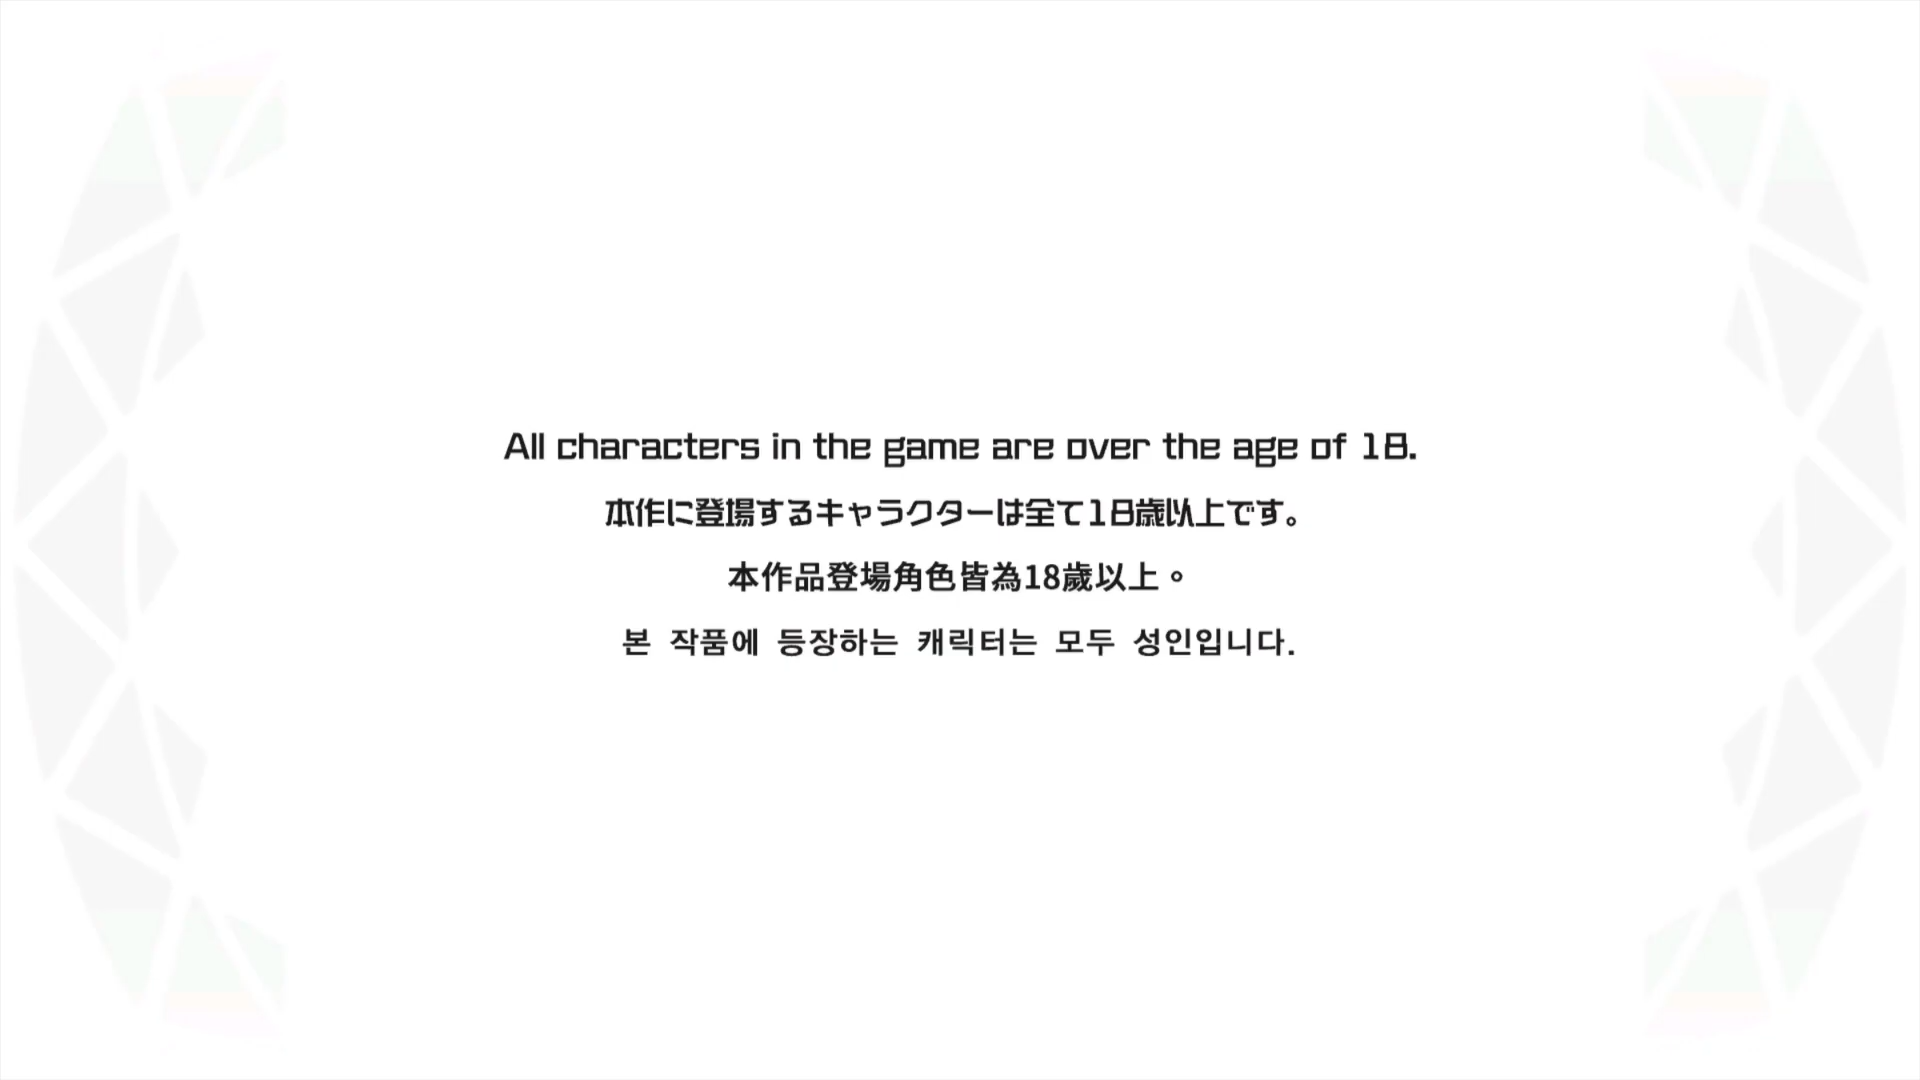 All characters in the game are over the age of 18.
本作に登場するキャラクターは全て18歳以上です。
本作品登場角色皆為18歲以上。
본 작품에 등장하는 캐릭터는 모두 성인입니다.